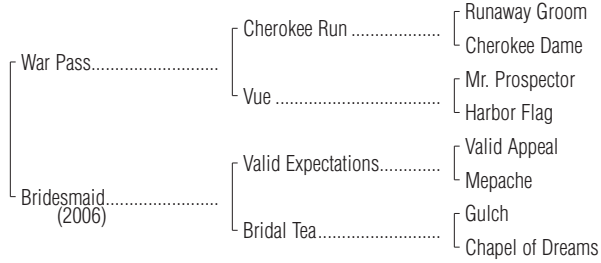 Runaway Groom
Cherokee Run ..................
Cherokee Dame
War Pass..........................
Mr. Prospector
Vue ..................................
Harbor Flag
Valid Appeal
Valid Expectations.............
Mepache
Bridesmaid.......................
(2006)
Gulch
Bridal Tea.........................
Chapel of Dreams